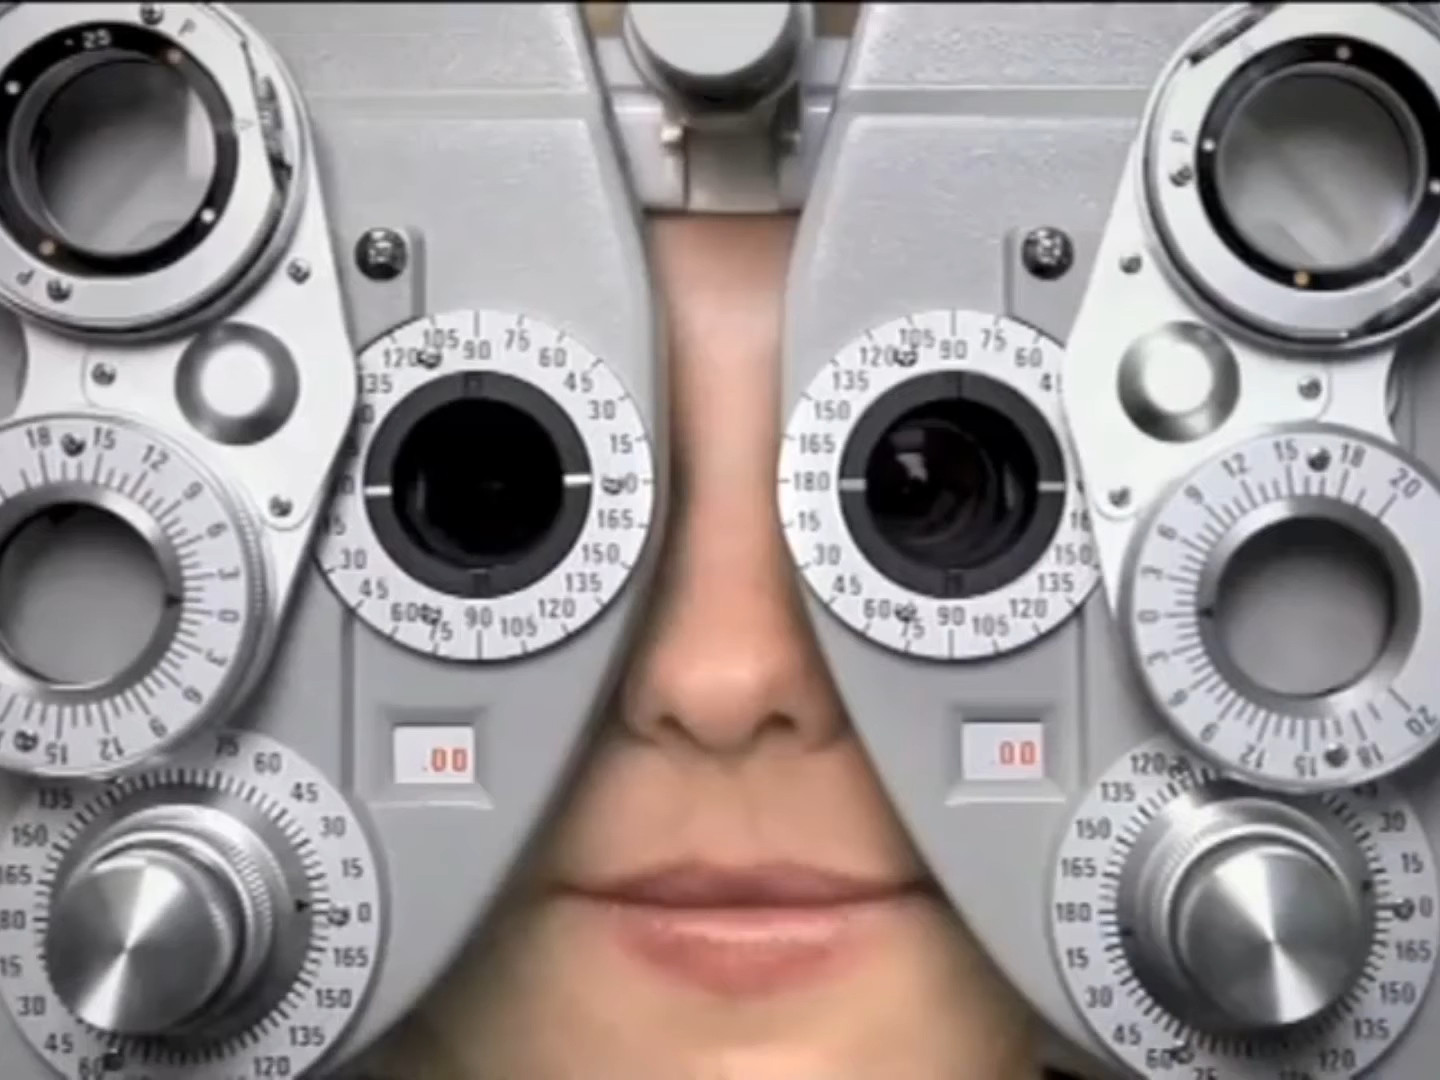 .25
P
P
105 90 75 60 45 30 15
120
165 150 135 120 105 90 75 60 45 30
18 15 12 9 6 3 0 3 6 9 12 15
.00
75 60 45 30 15 0 165 150 135 120
135 150 165
15 30 45 60
P
A
105 90 75 60
120 135 150 165 180 15 30 45 60 75 90 105 120 135 150
20 18 15 12 9 6 3 0 3 6 9 12 15 18 20
.00
120 135 150 165 180 15 30 45 60 75
45 30 15 0 165 150 135 120